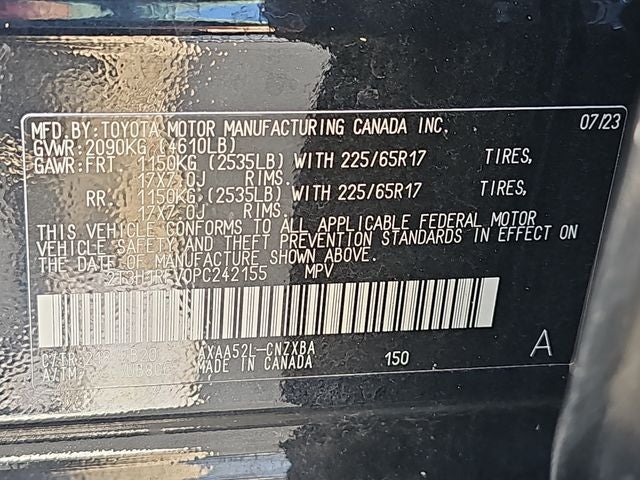 MFD.BY:TOYOTA MOTOR MANUFACTURING CANADA INC. 07/23
GVWR:2090KG (4610LB)
GAWR:FRT. 1150KG (2535LB) WITH 225/65R17 TIRES,
17X7.0J RIMS.
RR. 1150KG (2535LB) WITH 225/65R17 TIRES,
17X7.0J RIMS.
THIS VEHICLE CONFORMS TO ALL APPLICABLE FEDERAL MOTOR
VEHICLE SAFETY AND THEFT PREVENTION STANDARDS IN EFFECT ON
THE DATE OF MANUFACTURE SHOWN ABOVE.
MPV
C/TR: AXAA52L-CNZXBA 150 A
A/TM: MADE IN CANADA